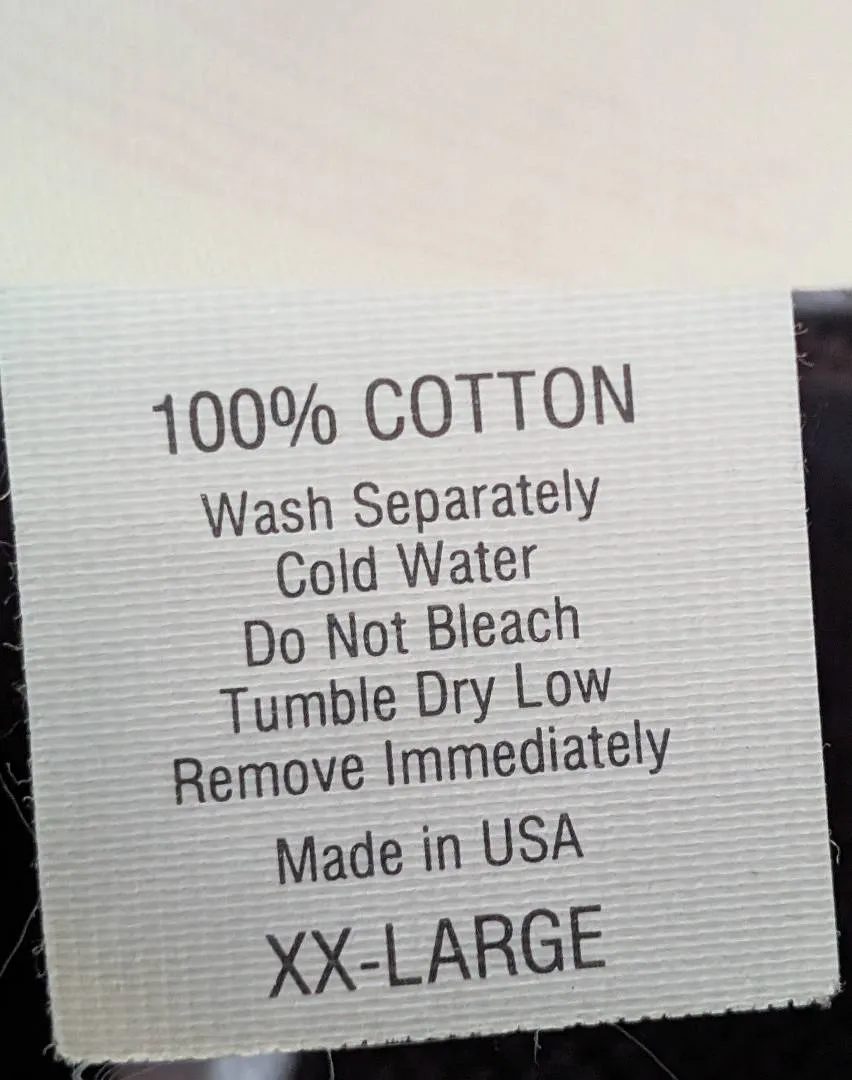 100% COTTON
Wash Separately
Cold Water
Do Not Bleach
Tumble Dry Low
Remove Immediately
Made in USA
XX-LARGE